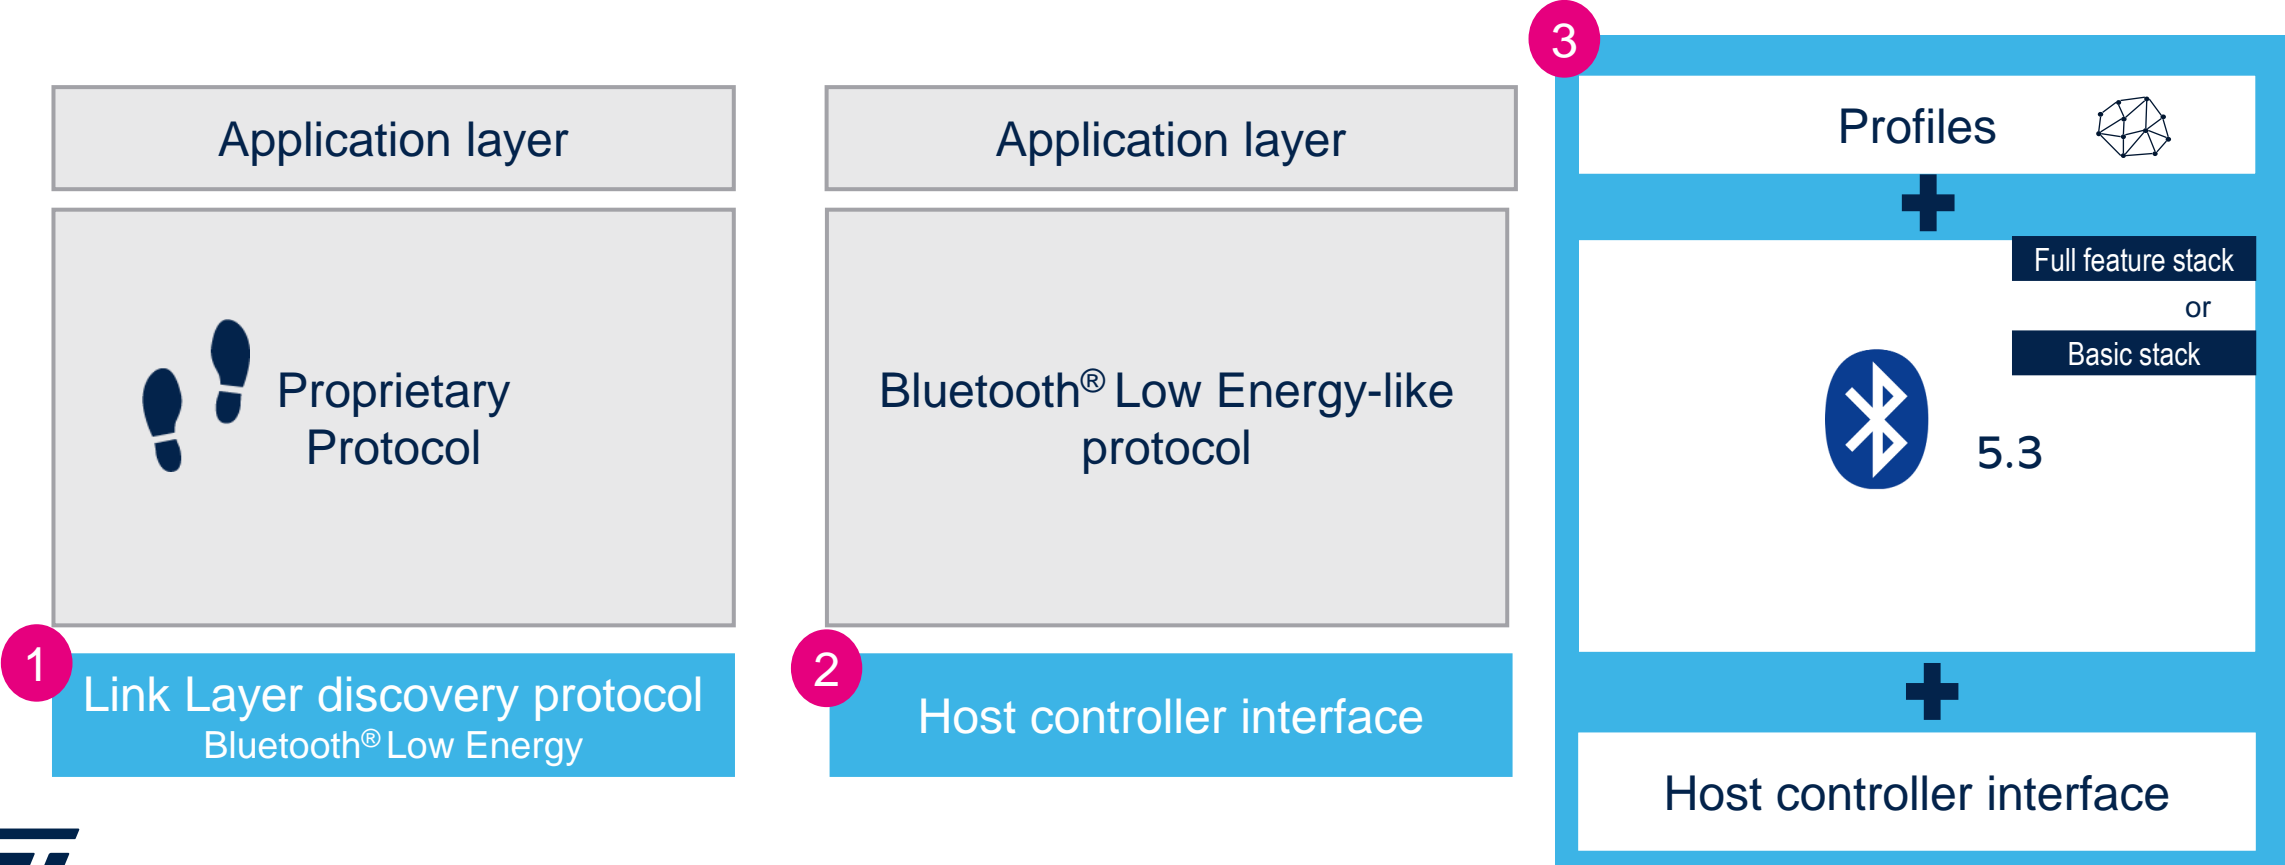 Application layer
Proprietary
Protocol
1
Link Layer discovery protocol
Bluetooth® Low Energy
Application layer
Bluetooth® Low Energy-like
protocol
2
Host controller interface
3
Profiles
Full feature stack
or
Basic stack
5.3
Host controller interface